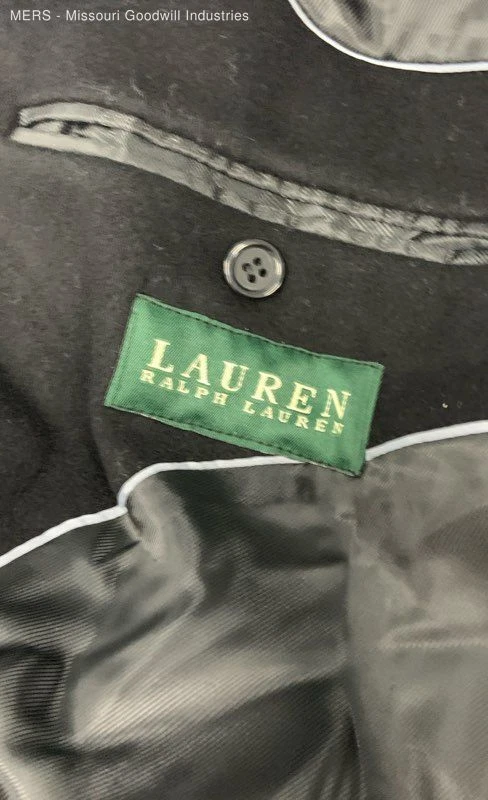 MERS - Missouri Goodwill Industries
LAUREN
RALPH LAUREN